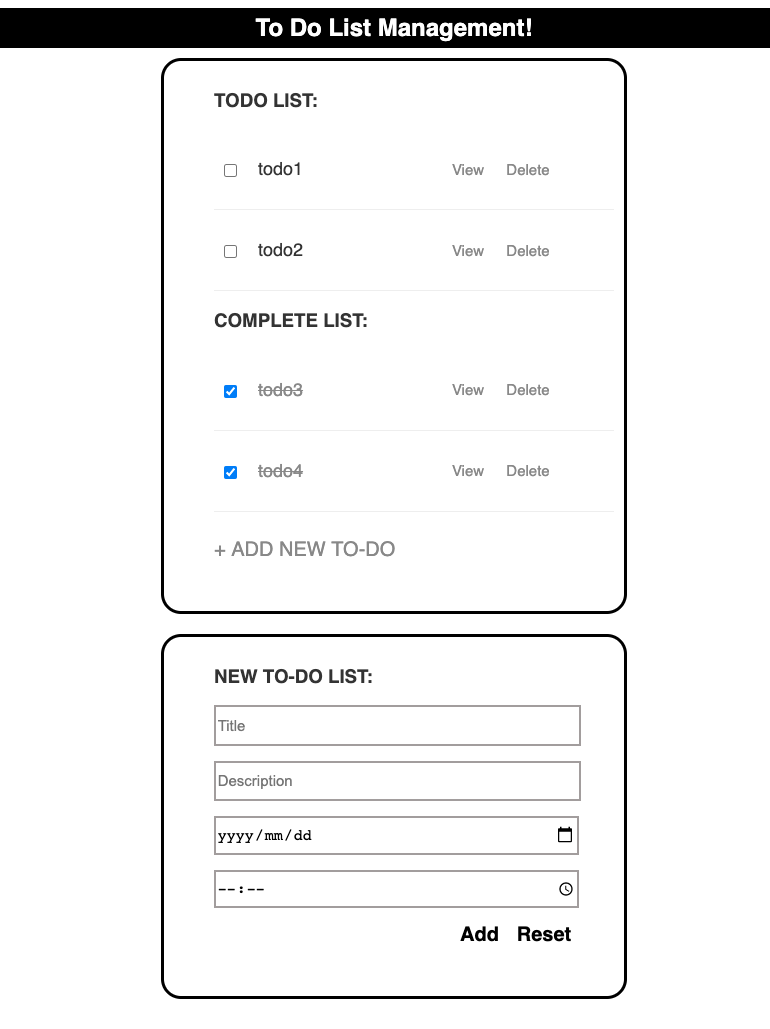 To Do List Management!
TODO LIST:
todo1 View Delete
todo2 View Delete
COMPLETE LIST:
todo3 View Delete
todo4 View Delete
+ ADD NEW TO-DO
NEW TO-DO LIST:
Title
Description
yyyy/mm/dd
--:--
Add Reset